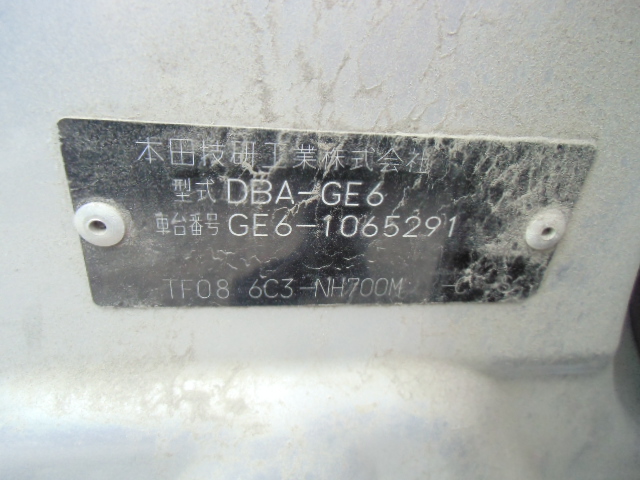 本田技研工業株式会社
型式 DBA-GE6
車台番号 GE6-1065291
TF08 6C3-NH700M -C